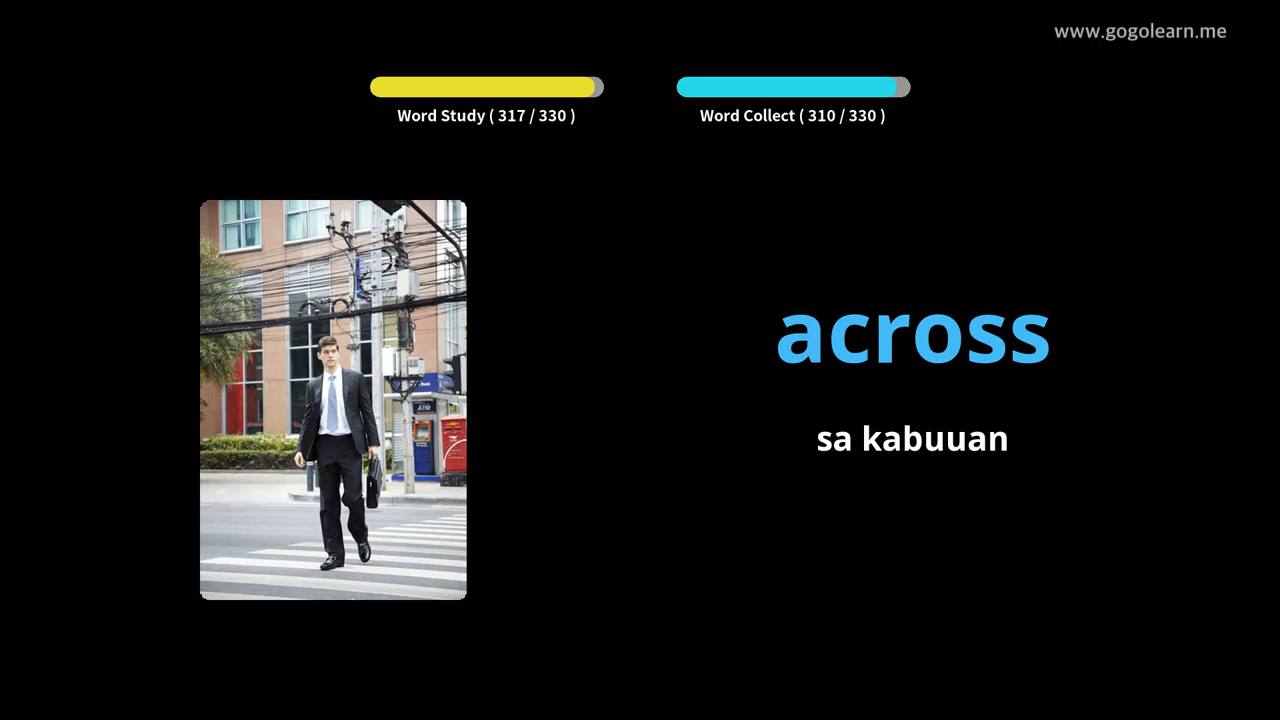 www.gogolearn.me
Word Study ( 317 / 330 )
Word Collect ( 310 / 330 )
across
sa kabuuan
ATM